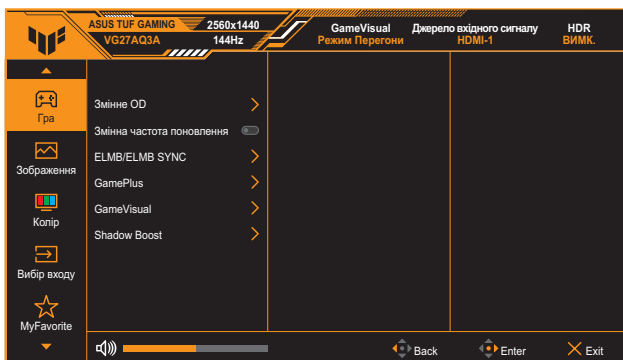 ASUS TUF GAMING 2560x1440
VG27AQ3A 144Hz
GameVisual Джерело вхідного сигналу HDR
Режим Перегони HDMI-1 ВИМК.
Гра
Зображення
Колір
Вибір входу
MyFavorite
Змінне OD
Змінна частота поновлення
ELMB/ELMB SYNC
GamePlus
GameVisual
Shadow Boost
Back Enter Exit